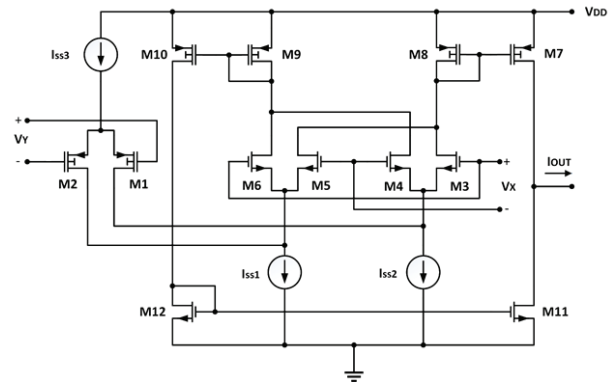 VDD
M10
M9
M8
M7
ISS3
+
VY
-
M2
M1
M6
M5
M4
M3
+
VX
-
IOUT
ISS1
ISS2
M12
M11